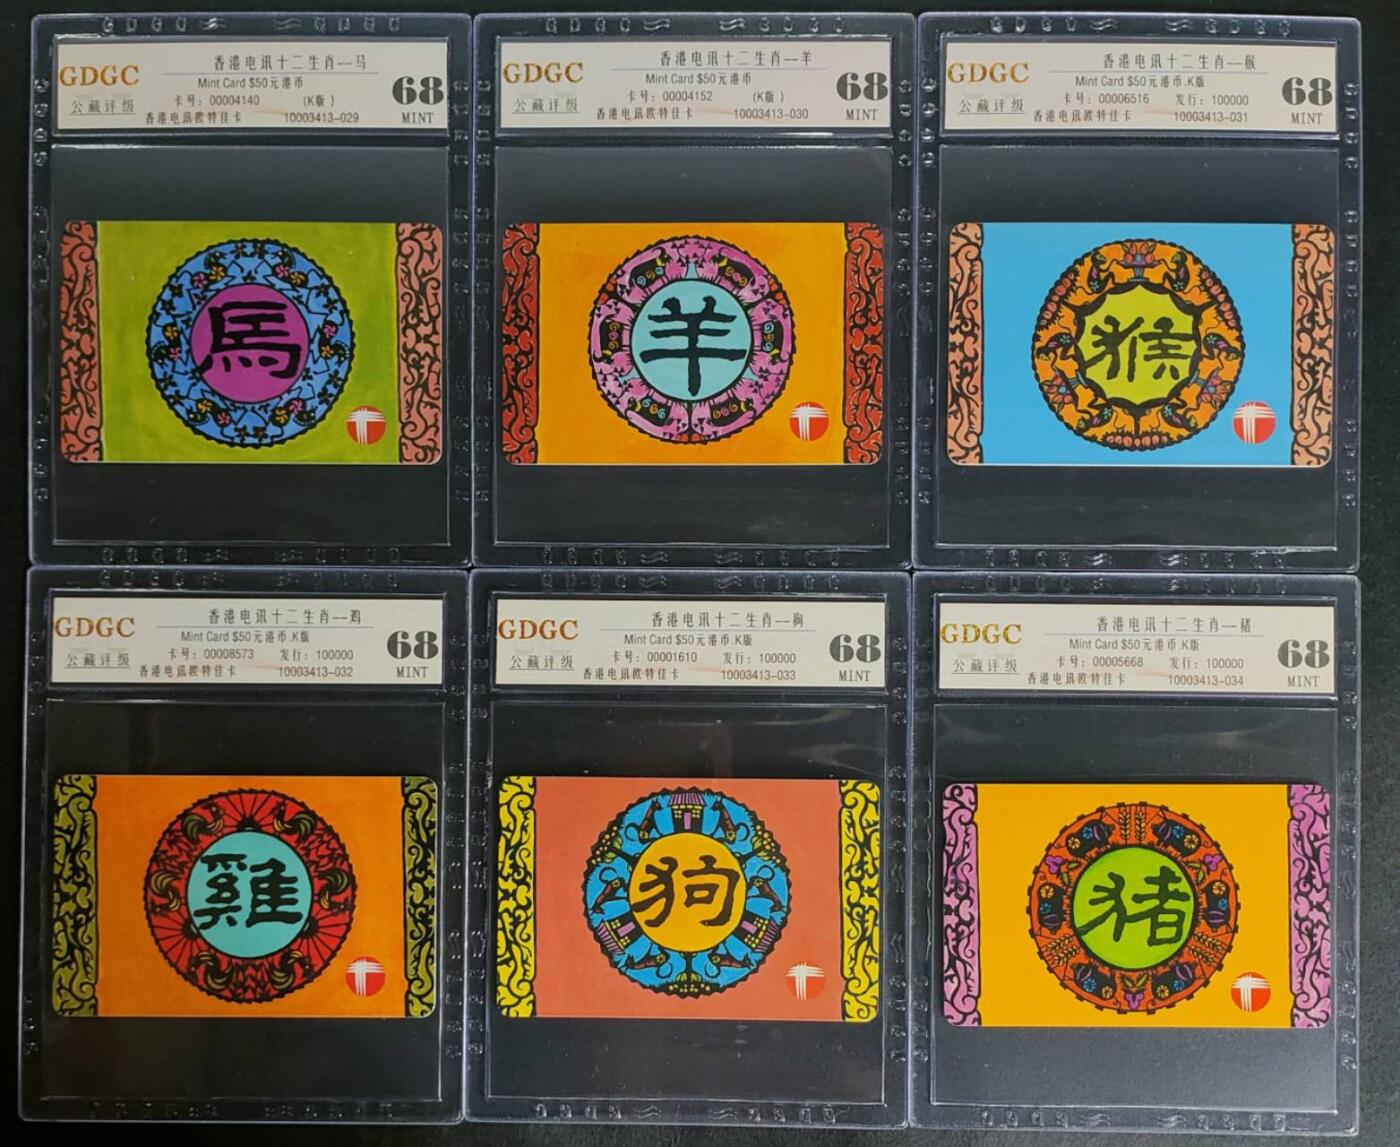 GDGC
公藏评级
香港电讯十二生肖--马
Mint Card $50元港币
卡号：00004140 （K版）
香港电讯欧特佳卡 10003413-029
68
MINT
馬
GDGC
公藏评级
香港电讯十二生肖--羊
Mint Card $50元港币
卡号：00004152 （K版）
香港电讯欧特佳卡 10003413-030
68
MINT
羊
GDGC
公藏评级
香港电讯十二生肖--猴
Mint Card $50元港币.K版
卡号：00006516 发行：100000
香港电讯欧特佳卡 10003413-031
68
MINT
猴
GDGC
公藏评级
香港电讯十二生肖--鸡
Mint Card $50元港币.K版
卡号：00008573 发行：100000
香港电讯欧特佳卡 10003413-032
68
MINT
雞
GDGC
公藏评级
香港电讯十二生肖--狗
Mint Card $50元港币.K版
卡号：00001610 发行：100000
香港电讯欧特佳卡 10003413-033
68
MINT
狗
GDGC
公藏评级
香港电讯十二生肖--猪
Mint Card $50元港币.K版
卡号：00005668 发行：100000
香港电讯欧特佳卡 10003413-034
68
MINT
猪